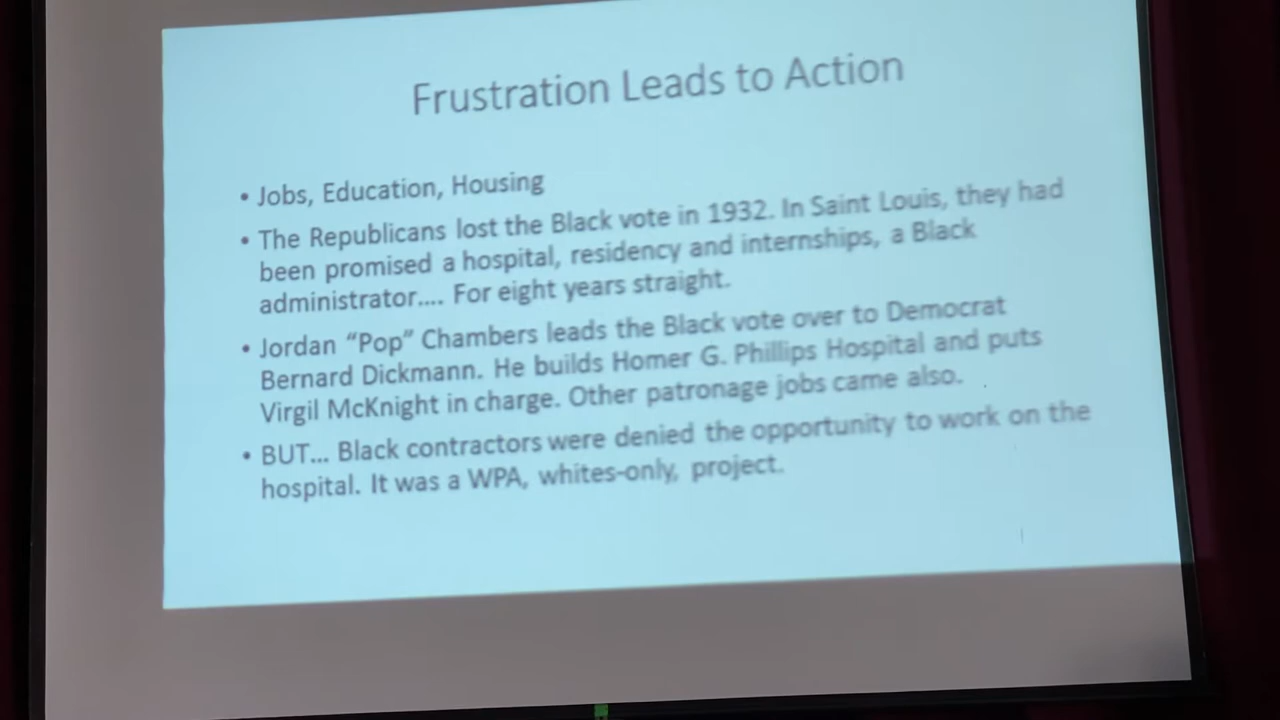 Frustration Leads to Action
• Jobs, Education, Housing
• The Republicans lost the Black vote in 1932. In Saint Louis, they had
been promised a hospital, residency and internships, a Black
administrator.... For eight years straight.
• Jordan “Pop” Chambers leads the Black vote over to Democrat
Bernard Dickmann. He builds Homer G. Phillips Hospital and puts
Virgil McKnight in charge. Other patronage jobs came also.
• BUT... Black contractors were denied the opportunity to work on the
hospital. It was a WPA, whites-only, project.